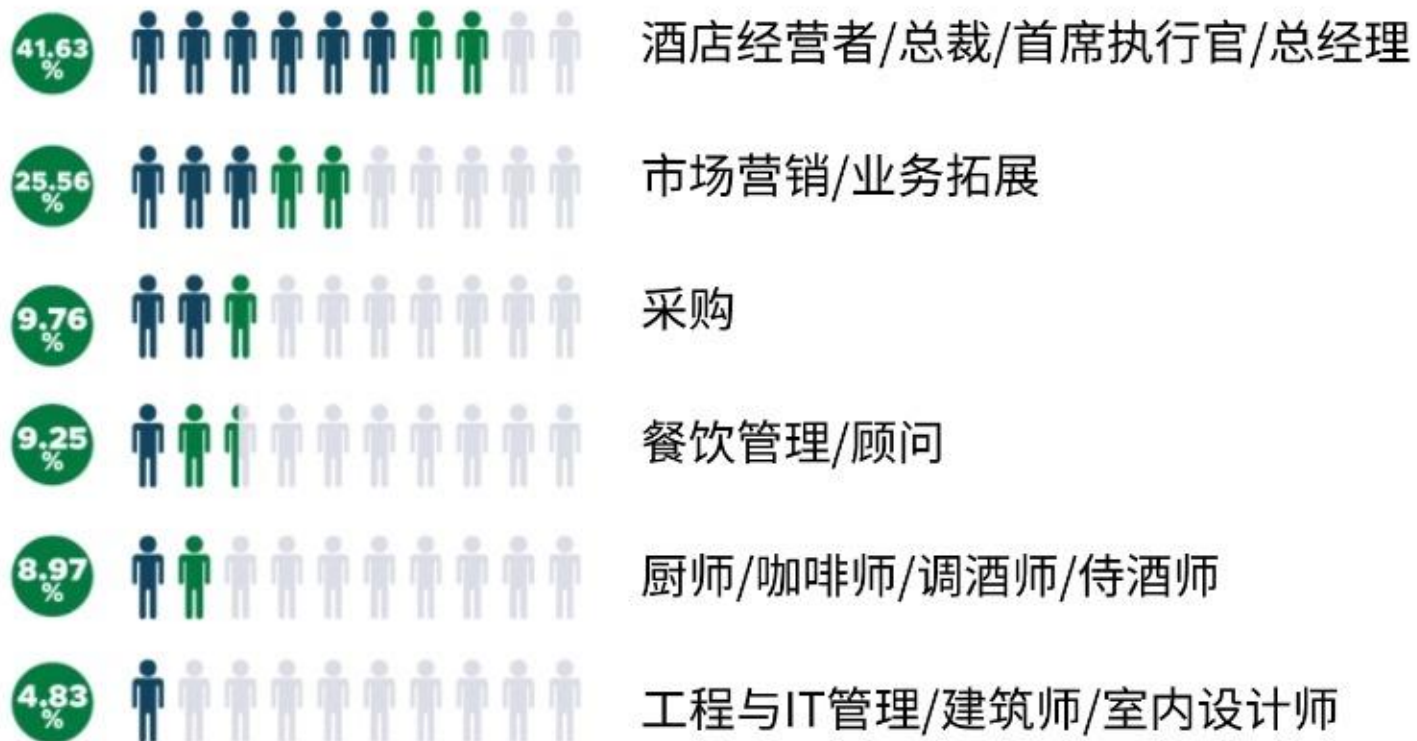 41.63
%
酒店经营者/总裁/首席执行官/总经理
25.56
%
市场营销/业务拓展
9.76
%
采购
9.25
%
餐饮管理/顾问
8.97
%
厨师/咖啡师/调酒师/侍酒师
4.83
%
工程与IT管理/建筑师/室内设计师